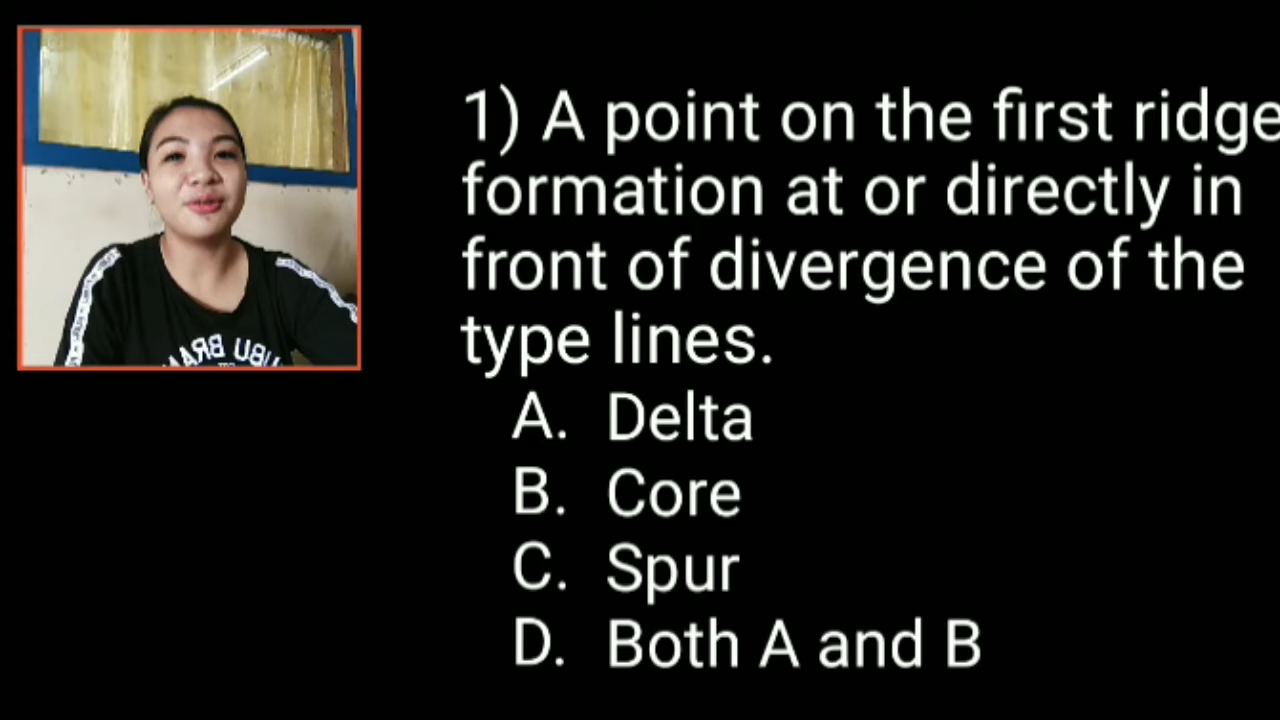 1) A point on the first ridge
formation at or directly in
front of divergence of the
type lines.
A. Delta
B. Core
C. Spur
D. Both A and B